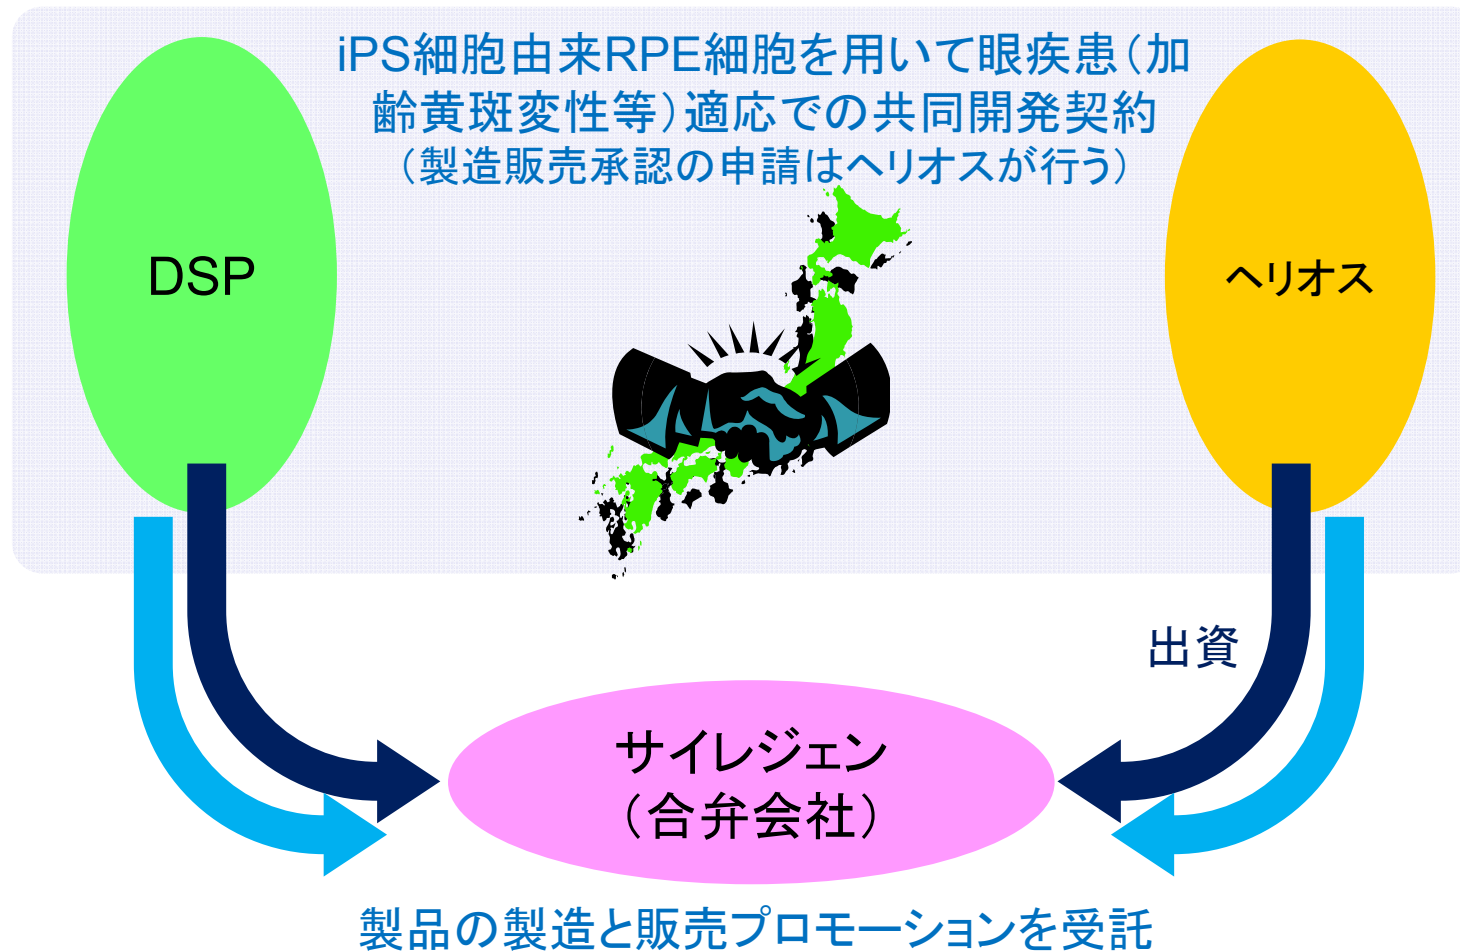 iPS細胞由来RPE細胞を用いて眼疾患（加
齢黄斑変性等）適応での共同開発契約
（製造販売承認の申請はヘリオスが行う）
DSP
ヘリオス
出資
サイレジェン
（合弁会社）
製品の製造と販売プロモーションを受託